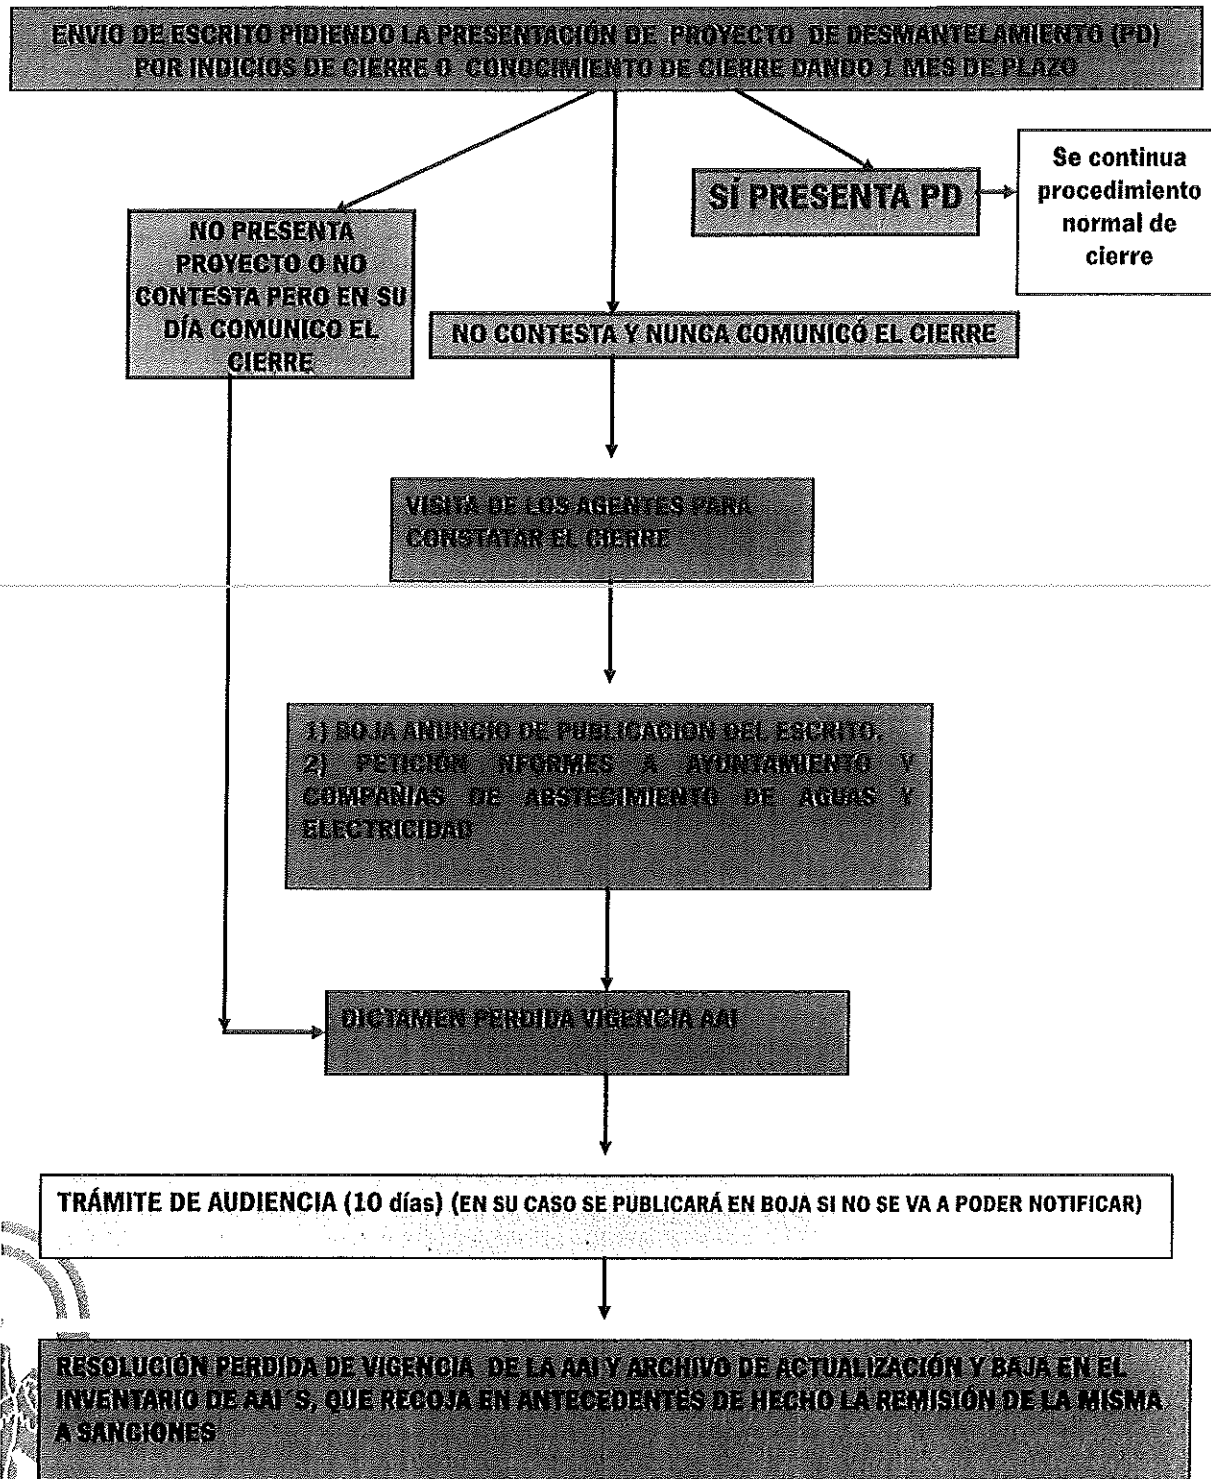 ENVIO DE ESCRITO PIDIENDO LA PRESENTACIÓN DE PROYECTO DE DESMANTELAMIENTO (PD)
POR INDICIOS DE CIERRE O CONOCIMIENTO DE CIERRE DANDO 1 MES DE PLAZO
SÍ PRESENTA PD
Se continua
procedimiento
normal de
cierre
NO PRESENTA
PROYECTO O NO
CONTESTA PERO EN SU
DÍA COMUNICO EL
CIERRE
NO CONTESTA Y NUNCA COMUNICÓ EL CIERRE
VISITA DE LOS AGENTES PARA
CONSTATAR EL CIERRE
1) BOJA ANUNCIO DE PUBLICACION DEL ESCRITO.
2) PETICIÓN NFORMES A AYUNTAMIENTO Y
COMPAÑIAS DE ABSTECIMIENTO DE AGUAS Y
ELECTRICIDAD
DICTAMEN PERDIDA VIGENCIA AAI
TRÁMITE DE AUDIENCIA (10 días) (EN SU CASO SE PUBLICARÁ EN BOJA SI NO SE VA A PODER NOTIFICAR)
RESOLUCIÓN PERDIDA DE VIGENCIA DE LA AAI Y ARCHIVO DE ACTUALIZACIÓN Y BAJA EN EL
INVENTARIO DE AAI´S, QUE RECOJA EN ANTECEDENTES DE HECHO LA REMISIÓN DE LA MISMA
A SANCIONES